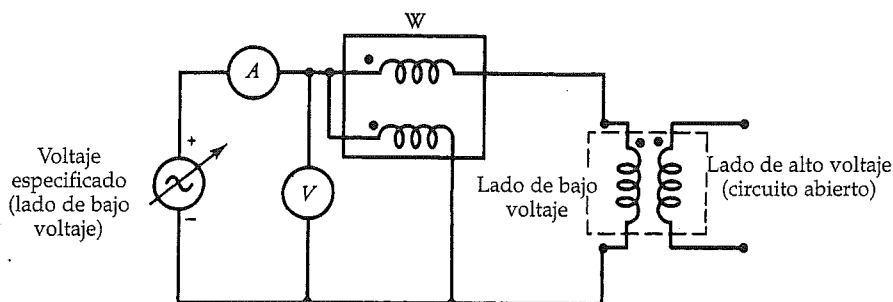 W
A
+
Voltaje
especificado
(lado de bajo
voltaje)
−
V
Lado de bajo
voltaje
Lado de alto voltaje
(circuito abierto)